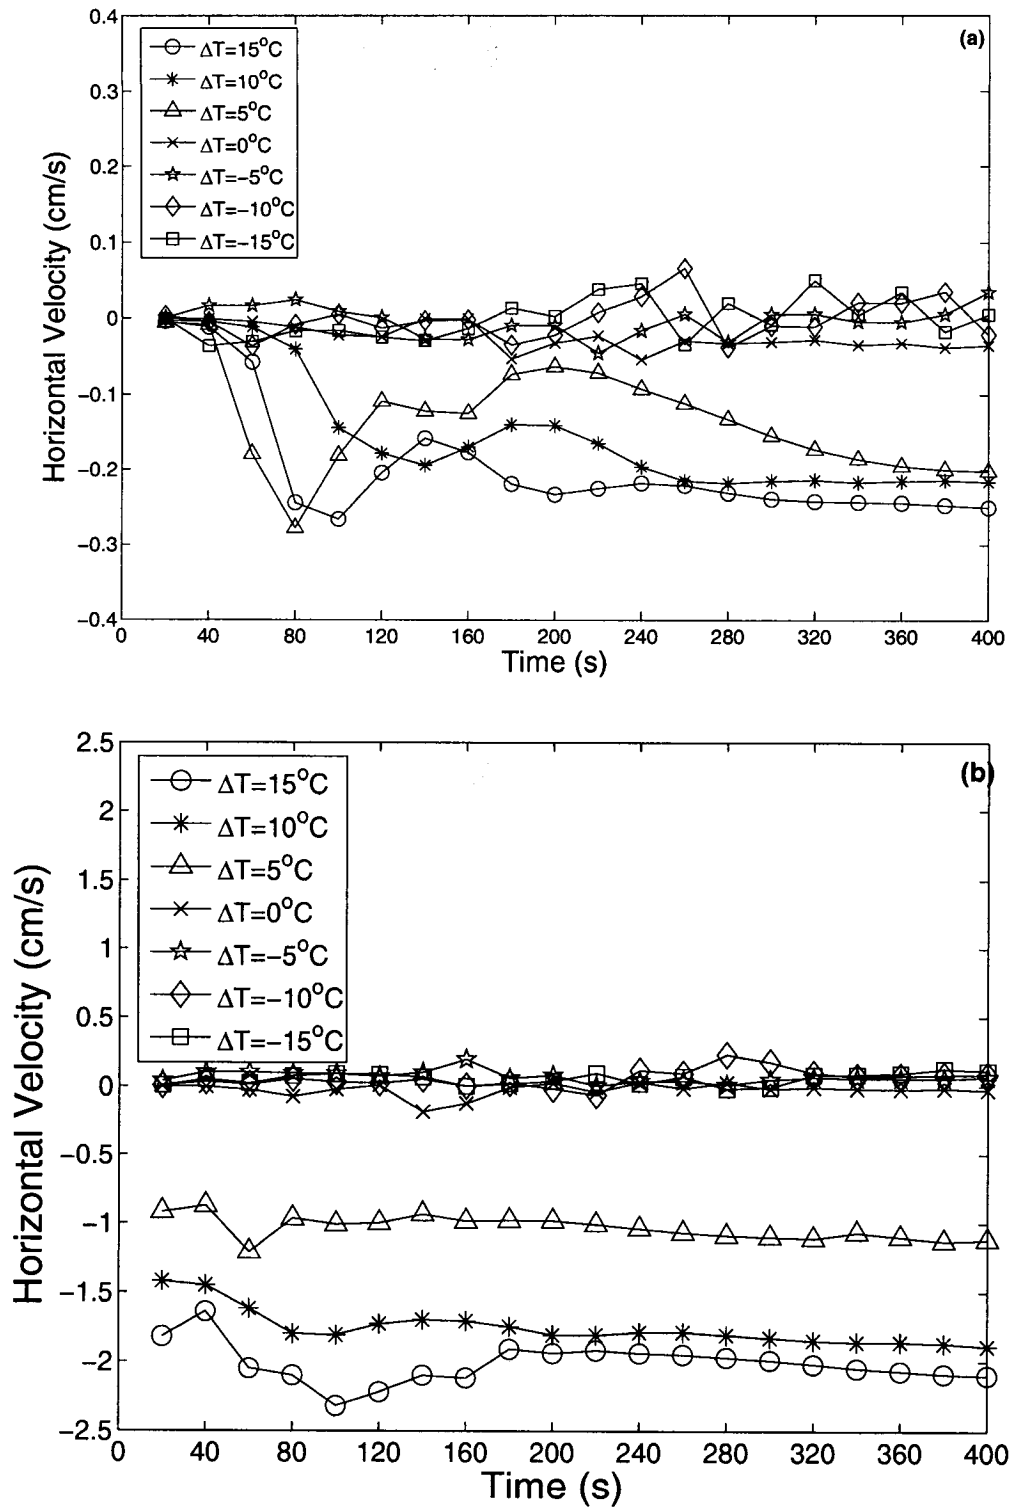 0.4
0.3
0.2
0.1
0
−0.1
−0.2
−0.3
−0.4
Horizontal Velocity (cm/s)
(a)
ΔT=15°C
ΔT=10°C
ΔT=5°C
ΔT=0°C
ΔT=−5°C
ΔT=−10°C
ΔT=−15°C
0 40 80 120 160 200 240 280 320 360 400
Time (s)
2.5
2
1.5
1
0.5
0
−0.5
−1
−1.5
−2
−2.5
Horizontal Velocity (cm/s)
(b)
ΔT=15°C
ΔT=10°C
ΔT=5°C
ΔT=0°C
ΔT=−5°C
ΔT=−10°C
ΔT=−15°C
0 40 80 120 160 200 240 280 320 360 400
Time (s)